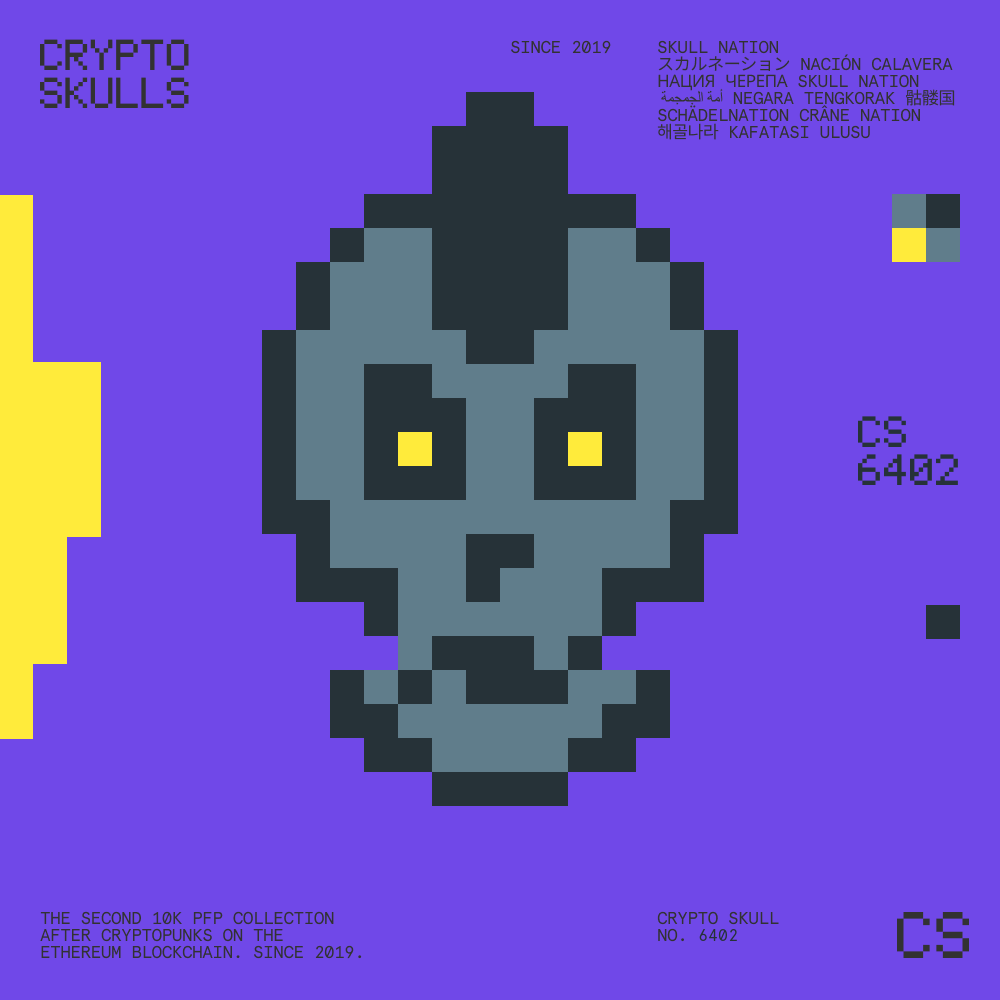 CRYPTO
SKULLS
SINCE 2019
SKULL NATION
スカルネーション NACIÓN CALAVERA
НАЦИЯ ЧЕРЕПА SKULL NATION
أمة الجمجمة NEGARA TENGKORAK 骷髅国
SCHÄDELNATION CRÂNE NATION
해골나라 KAFATASI ULUSU
CS
6402
THE SECOND 10K PFP COLLECTION
AFTER CRYPTOPUNKS ON THE
ETHEREUM BLOCKCHAIN. SINCE 2019.
CRYPTO SKULL
NO. 6402
CS